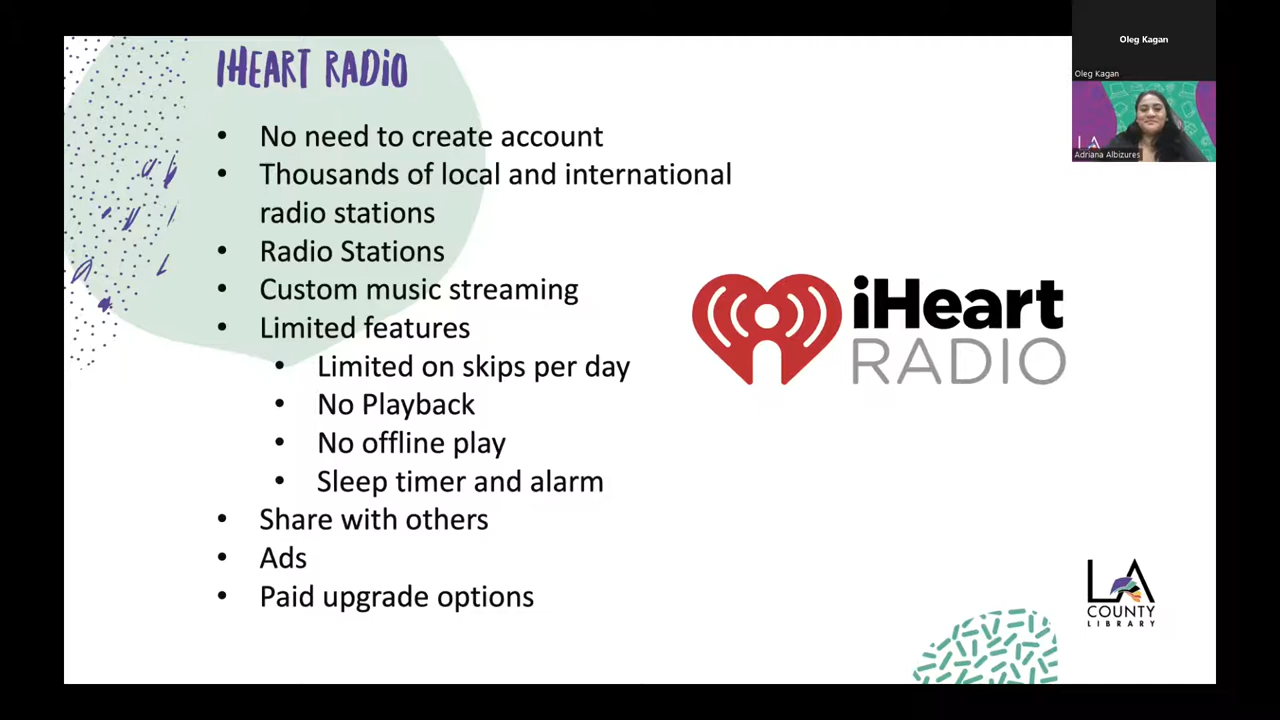 IHEART RADIO
• No need to create account
• Thousands of local and international
radio stations
• Radio Stations
• Custom music streaming
• Limited features
• Limited on skips per day
• No Playback
• No offline play
• Sleep timer and alarm
• Share with others
• Ads
• Paid upgrade options
iHeart
RADIO
LA
COUNTY
LIBRARY
Oleg Kagan
Oleg Kagan
LA
Adriana Albizures